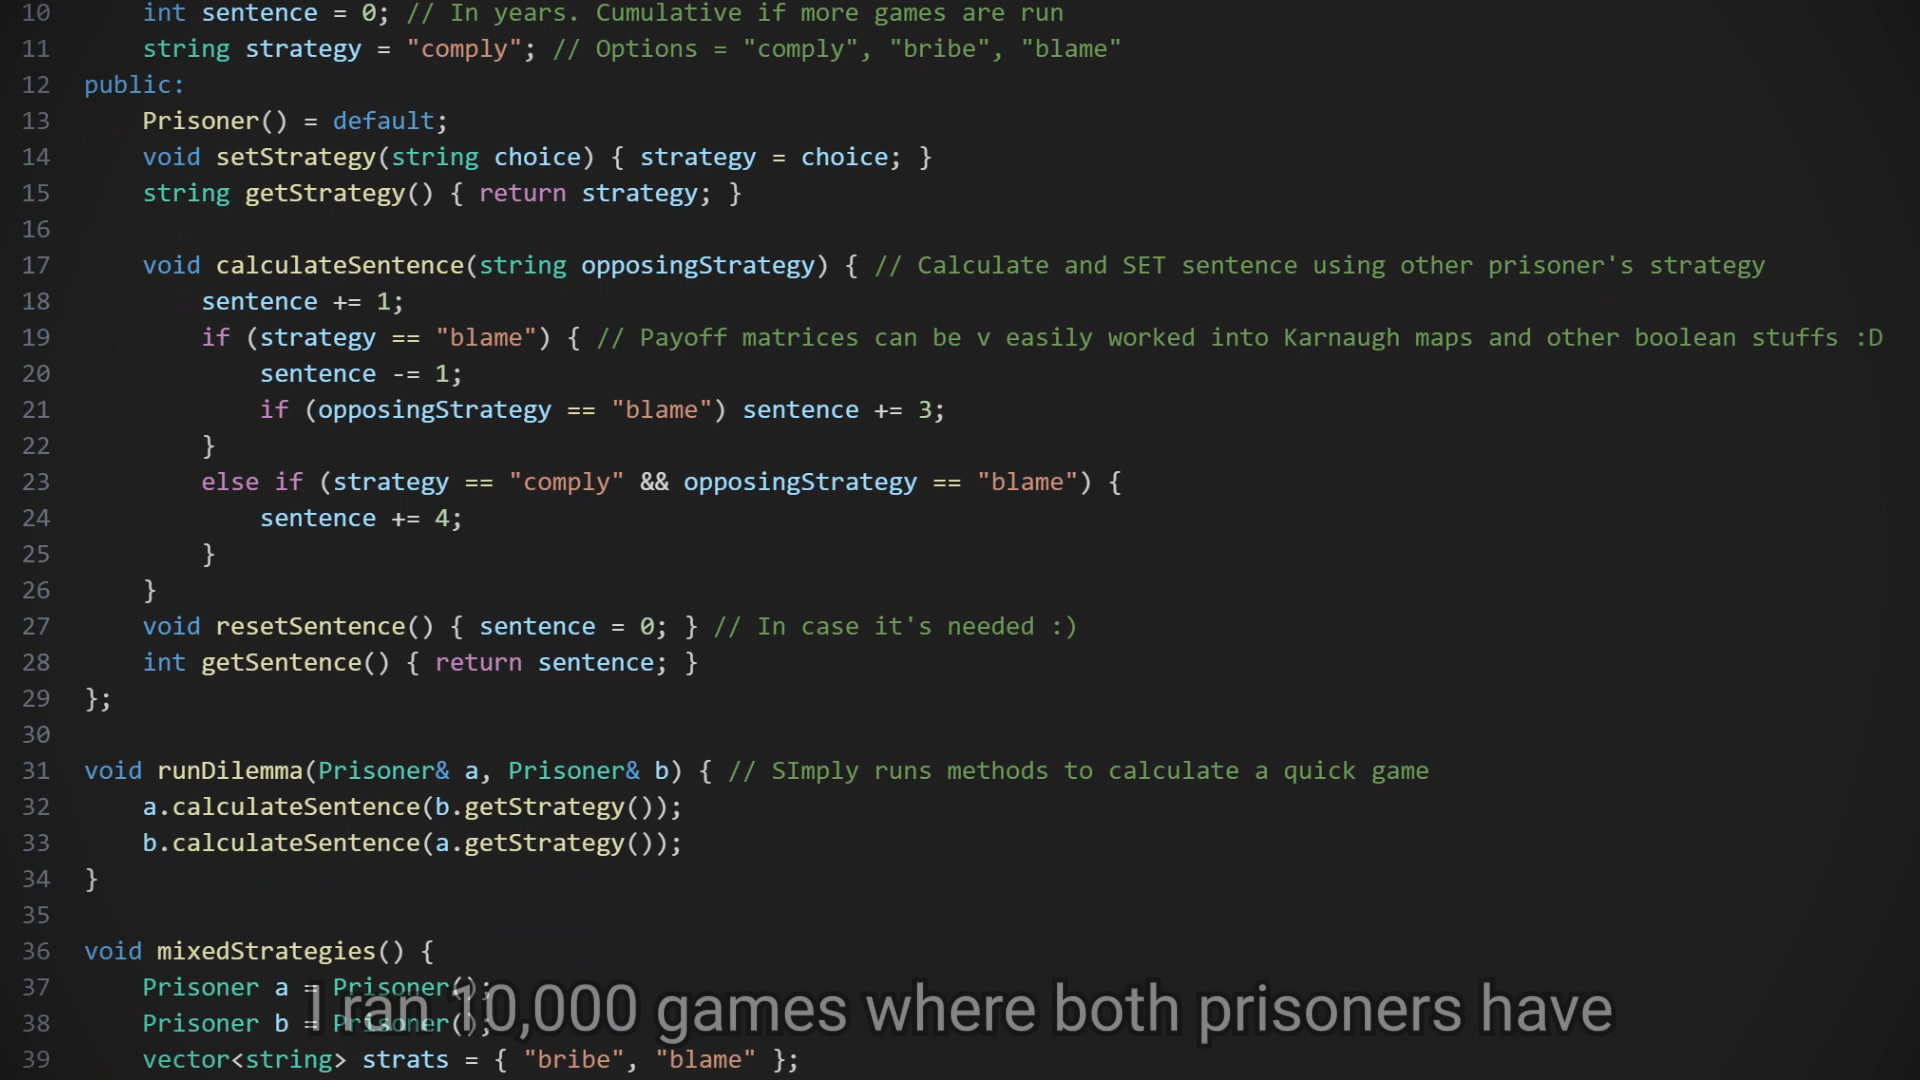 10 int sentence = 0; // In years. Cumulative if more games are run
11 string strategy = "comply"; // Options = "comply", "bribe", "blame"
12 public:
13 Prisoner() = default;
14 void setStrategy(string choice) { strategy = choice; }
15 string getStrategy() { return strategy; }
16
17 void calculateSentence(string opposingStrategy) { // Calculate and SET sentence using other prisoner's strategy
18 sentence += 1;
19 if (strategy == "blame") { // Payoff matrices can be v easily worked into Karnaugh maps and other boolean stuffs :D
20 sentence -= 1;
21 if (opposingStrategy == "blame") sentence += 3;
22 }
23 else if (strategy == "comply" && opposingStrategy == "blame") {
24 sentence += 4;
25 }
26 }
27 void resetSentence() { sentence = 0; } // In case it's needed :)
28 int getSentence() { return sentence; }
29 };
30
31 void runDilemma(Prisoner& a, Prisoner& b) { // SImply runs methods to calculate a quick game
32 a.calculateSentence(b.getStrategy());
33 b.calculateSentence(a.getStrategy());
34 }
35
36 void mixedStrategies() {
37 Prisoner a = Prisoner();
I ran 10,000 games where both prisoners have
38 Prisoner b = Prisoner();
39 vector<string> strats = { "bribe", "blame" };